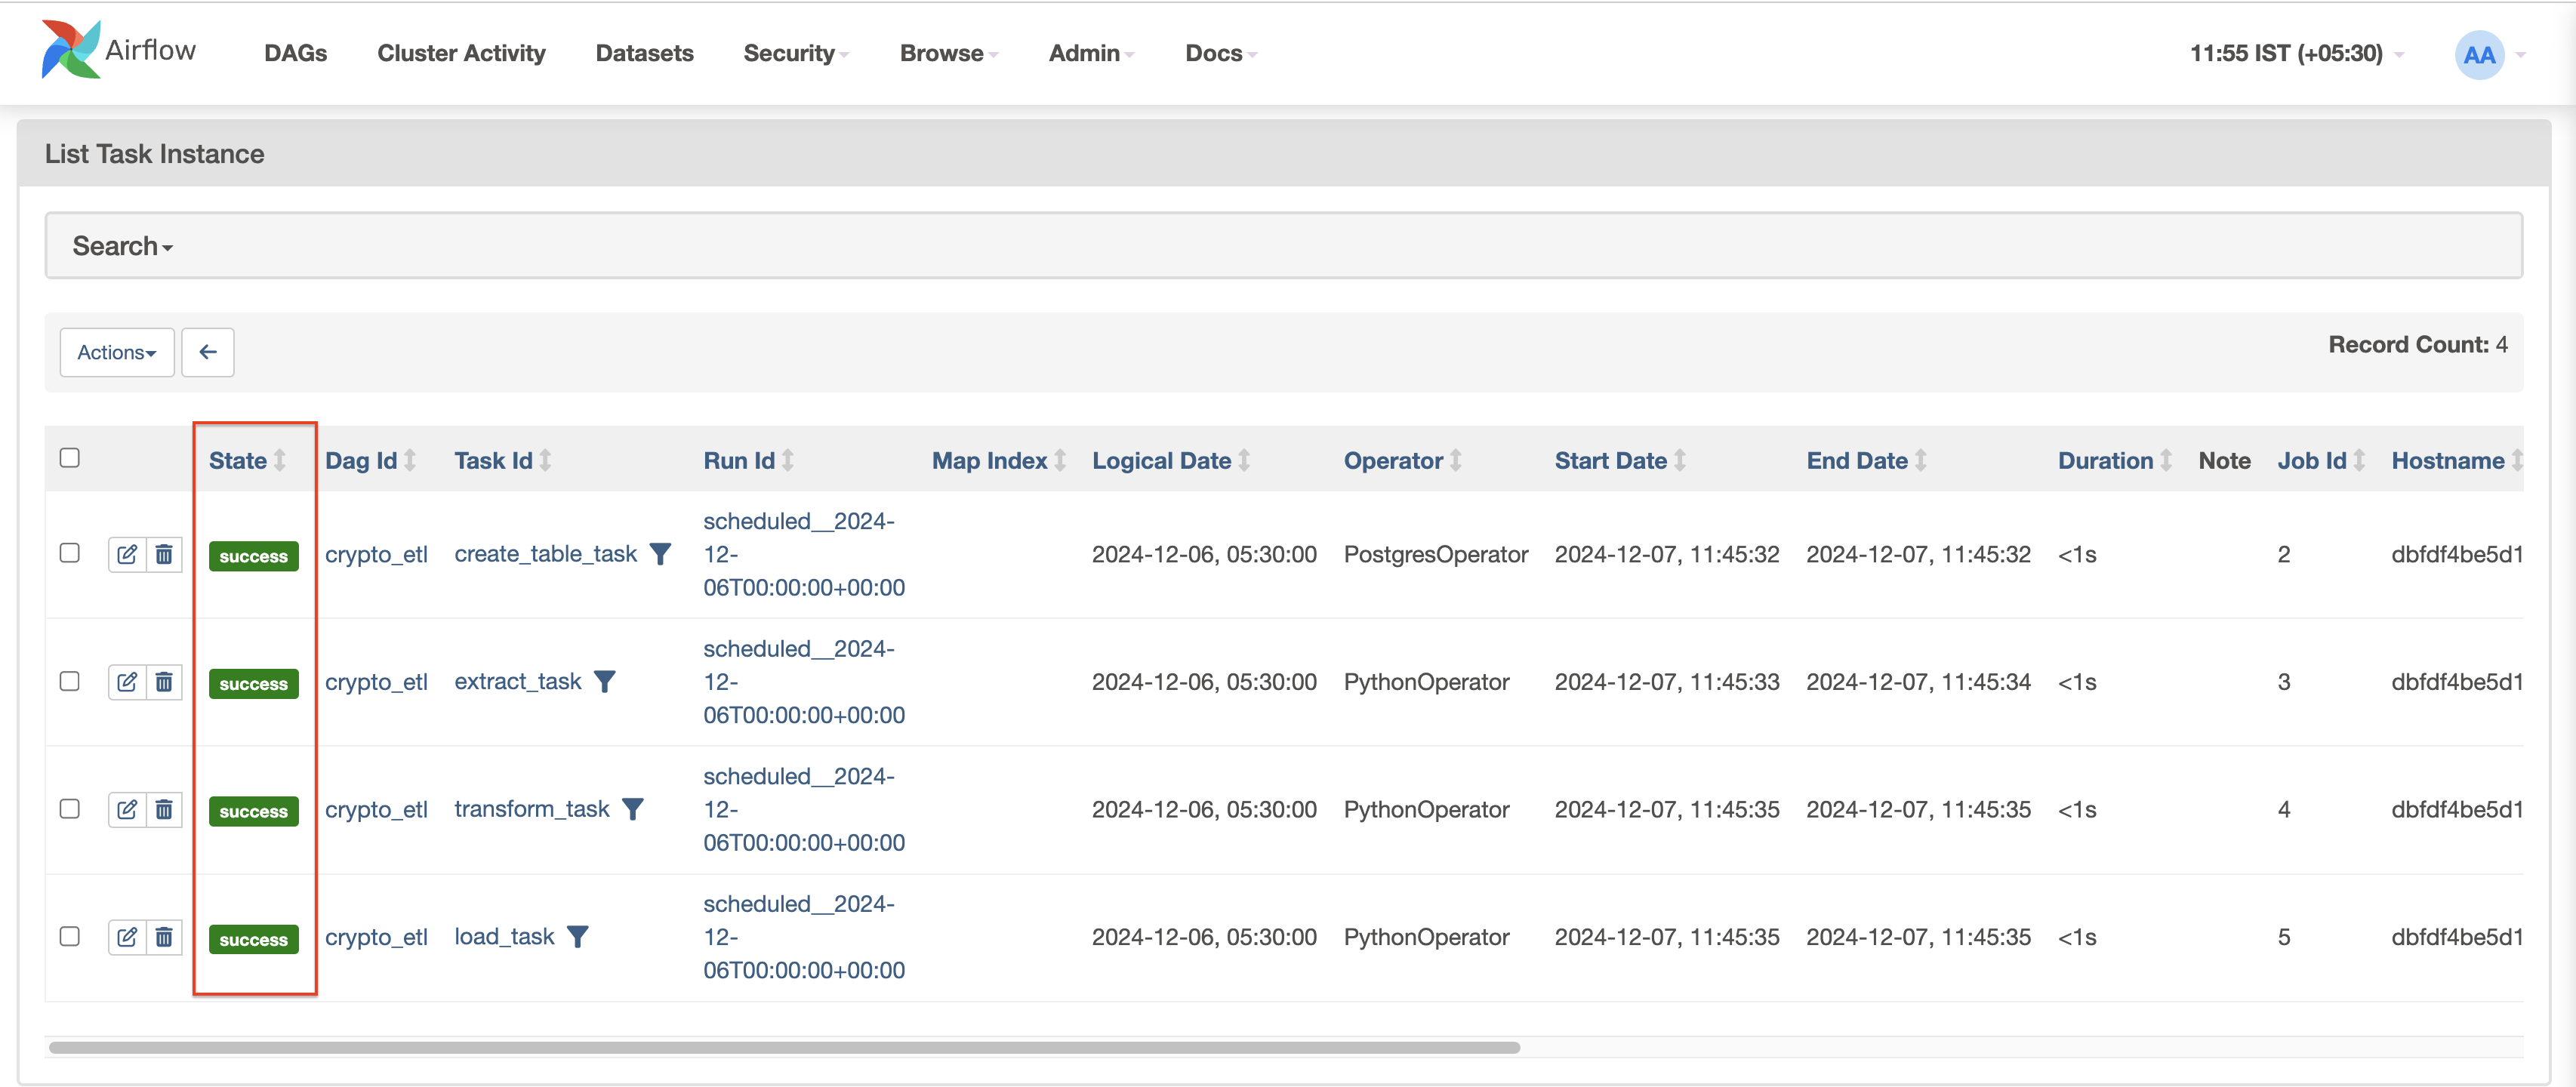 Airflow DAGs Cluster Activity Datasets Security Browse Admin Docs 11:55 IST (+05:30) AA
List Task Instance
Search
Actions Record Count: 4
State Dag Id Task Id Run Id Map Index Logical Date Operator Start Date End Date Duration Note Job Id Hostname
scheduled__2024-
success crypto_etl create_table_task 12- 2024-12-06, 05:30:00 PostgresOperator 2024-12-07, 11:45:32 2024-12-07, 11:45:32 <1s 2 dbfdf4be5d1
06T00:00:00+00:00
scheduled__2024-
success crypto_etl extract_task 12- 2024-12-06, 05:30:00 PythonOperator 2024-12-07, 11:45:33 2024-12-07, 11:45:34 <1s 3 dbfdf4be5d1
06T00:00:00+00:00
scheduled__2024-
success crypto_etl transform_task 12- 2024-12-06, 05:30:00 PythonOperator 2024-12-07, 11:45:35 2024-12-07, 11:45:35 <1s 4 dbfdf4be5d1
06T00:00:00+00:00
scheduled__2024-
success crypto_etl load_task 12- 2024-12-06, 05:30:00 PythonOperator 2024-12-07, 11:45:35 2024-12-07, 11:45:35 <1s 5 dbfdf4be5d1
06T00:00:00+00:00